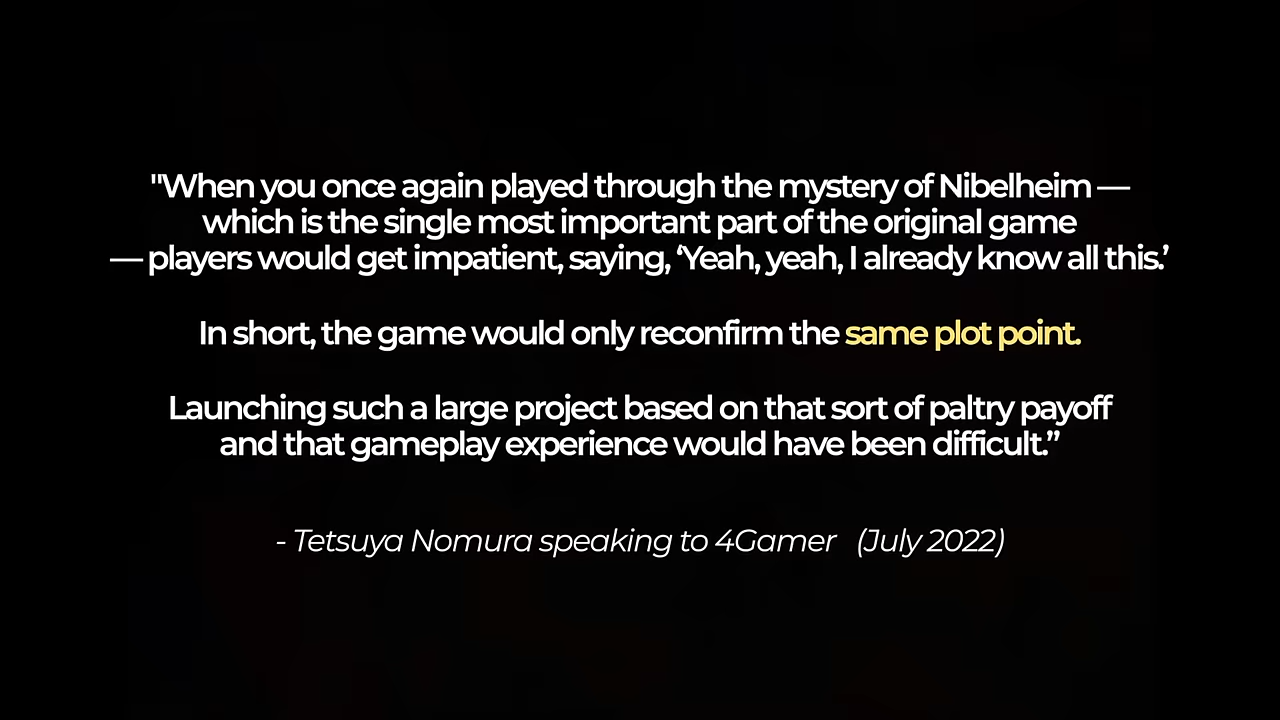 "When you once again played through the mystery of Nibelheim —
which is the single most important part of the original game
— players would get impatient, saying, ‘Yeah, yeah, I already know all this.’
In short, the game would only reconfirm the same plot point.
Launching such a large project based on that sort of paltry payoff
and that gameplay experience would have been difficult.”
- Tetsuya Nomura speaking to 4Gamer (July 2022)